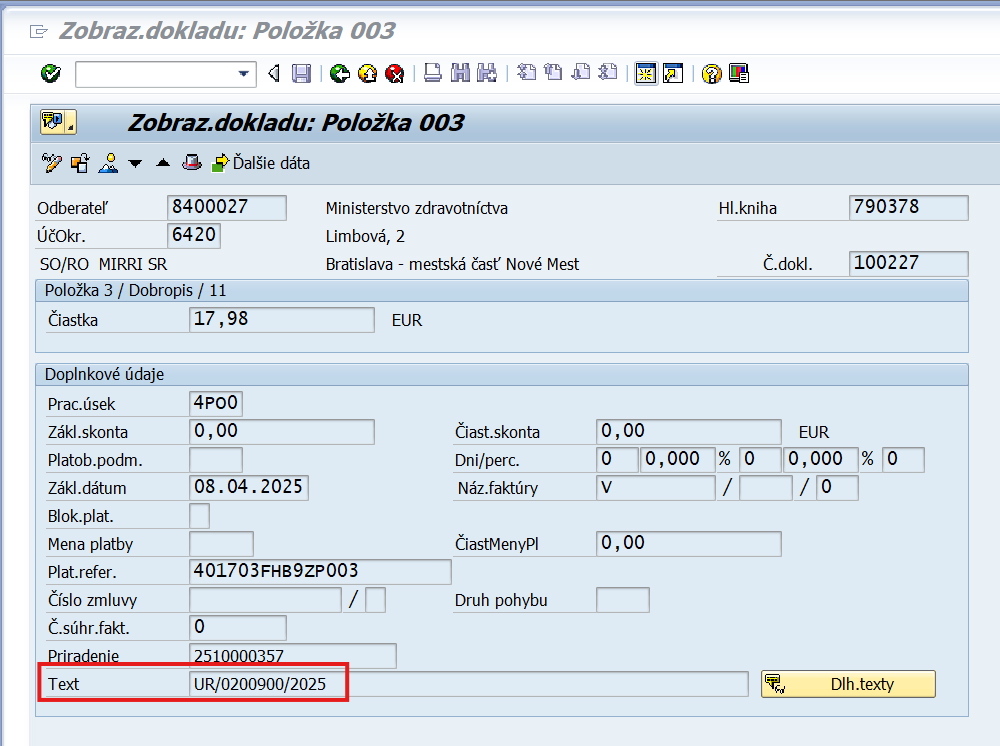 Zobraz.dokladu: Položka 003
Zobraz.dokladu: Položka 003
Ďalšie dáta
Odberateľ 8400027 Ministerstvo zdravotníctva Hl.kniha 790378
ÚčOkr. 6420 Limbová, 2
SO/RO MIRRI SR Bratislava - mestská časť Nové Mest Č.dokl. 100227
Položka 3 / Dobropis / 11
Čiastka 17,98 EUR
Doplnkové údaje
Prac.úsek 4PO0
Zákl.skonta 0,00 Čiast.skonta 0,00 EUR
Platob.podm. Dni/perc. 0 0,000 % 0 0,000 % 0
Zákl.dátum 08.04.2025 Náz.faktúry V / / 0
Blok.plat.
Mena platby ČiastMenyPl 0,00
Plat.refer. 401703FHB9ZP003
Číslo zmluvy / Druh pohybu
Č.súhr.fakt. 0
Priradenie 2510000357
Text UR/0200900/2025 Dlh.texty